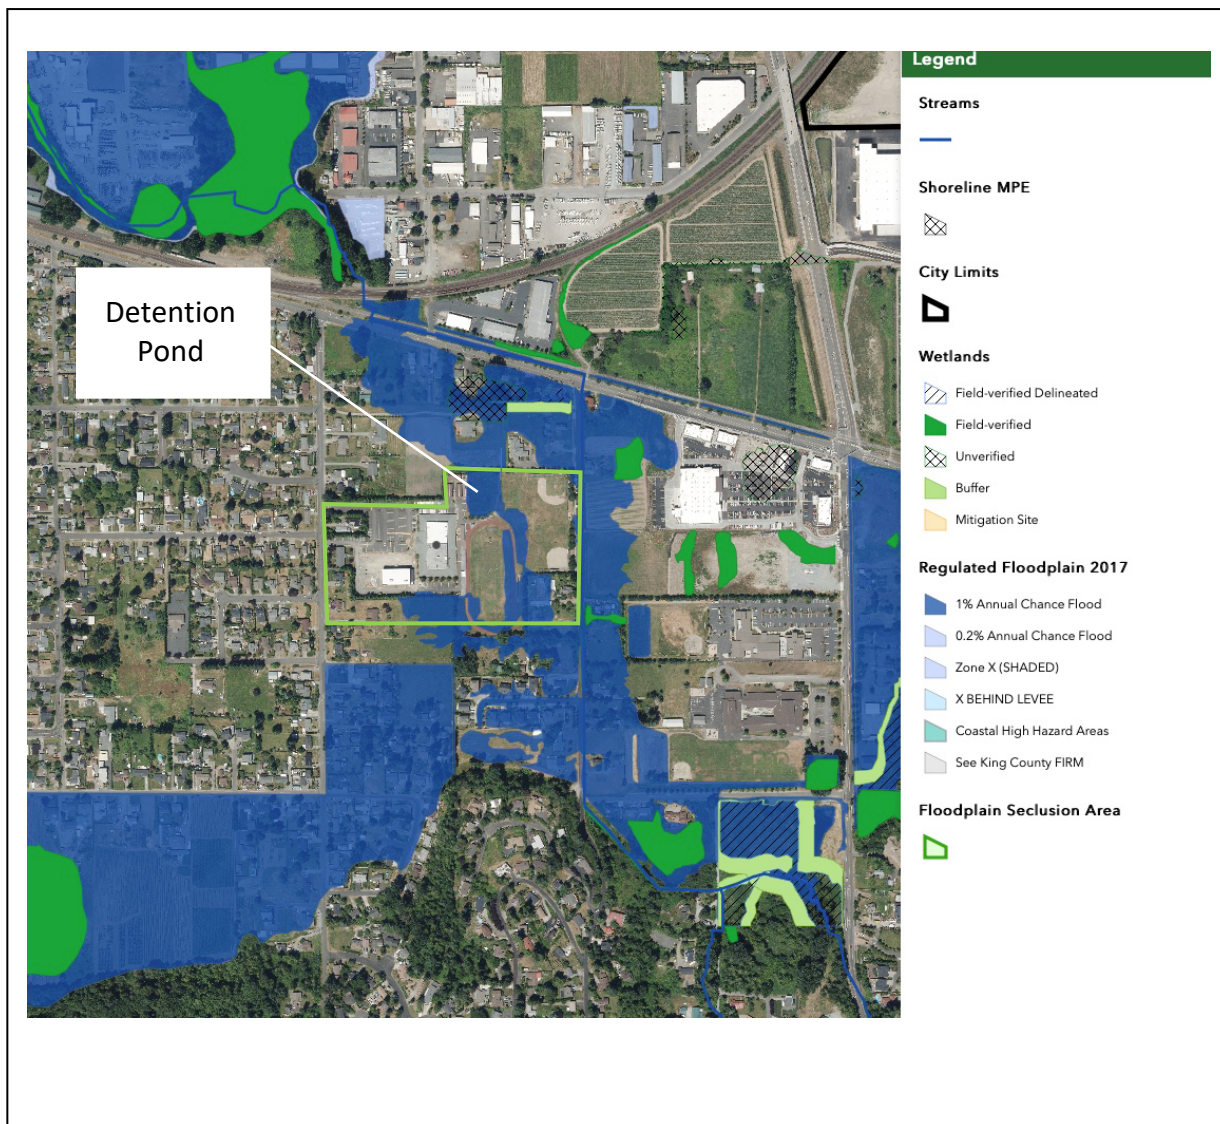 Legend
Streams
Shoreline MPE
City Limits
Wetlands
Field-verified Delineated
Field-verified
Unverified
Buffer
Mitigation Site
Regulated Floodplain 2017
1% Annual Chance Flood
0.2% Annual Chance Flood
Zone X (SHADED)
X BEHIND LEVEE
Coastal High Hazard Areas
See King County FIRM
Floodplain Seclusion Area
Detention
Pond